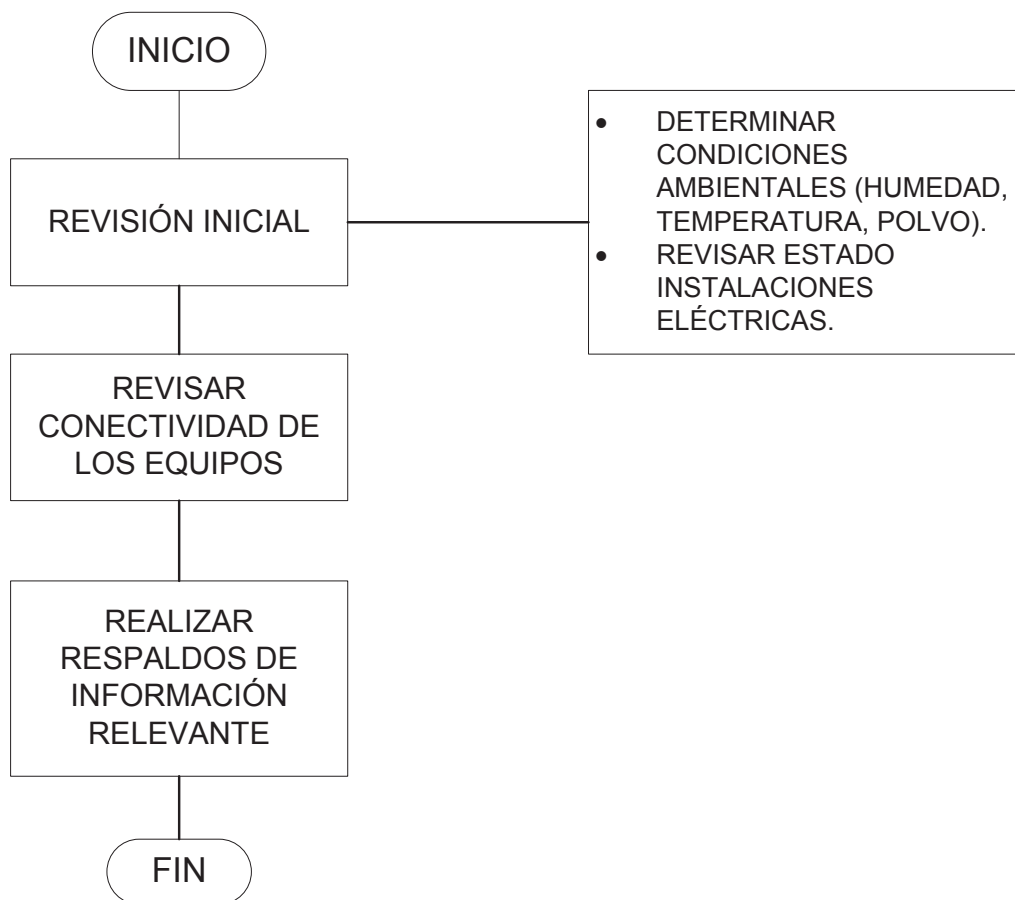 INICIO
REVISIÓN INICIAL
• DETERMINAR
CONDICIONES
AMBIENTALES (HUMEDAD,
TEMPERATURA, POLVO).
• REVISAR ESTADO
INSTALACIONES
ELÉCTRICAS.
REVISAR
CONECTIVIDAD DE
LOS EQUIPOS
REALIZAR
RESPALDOS DE
INFORMACIÓN
RELEVANTE
FIN